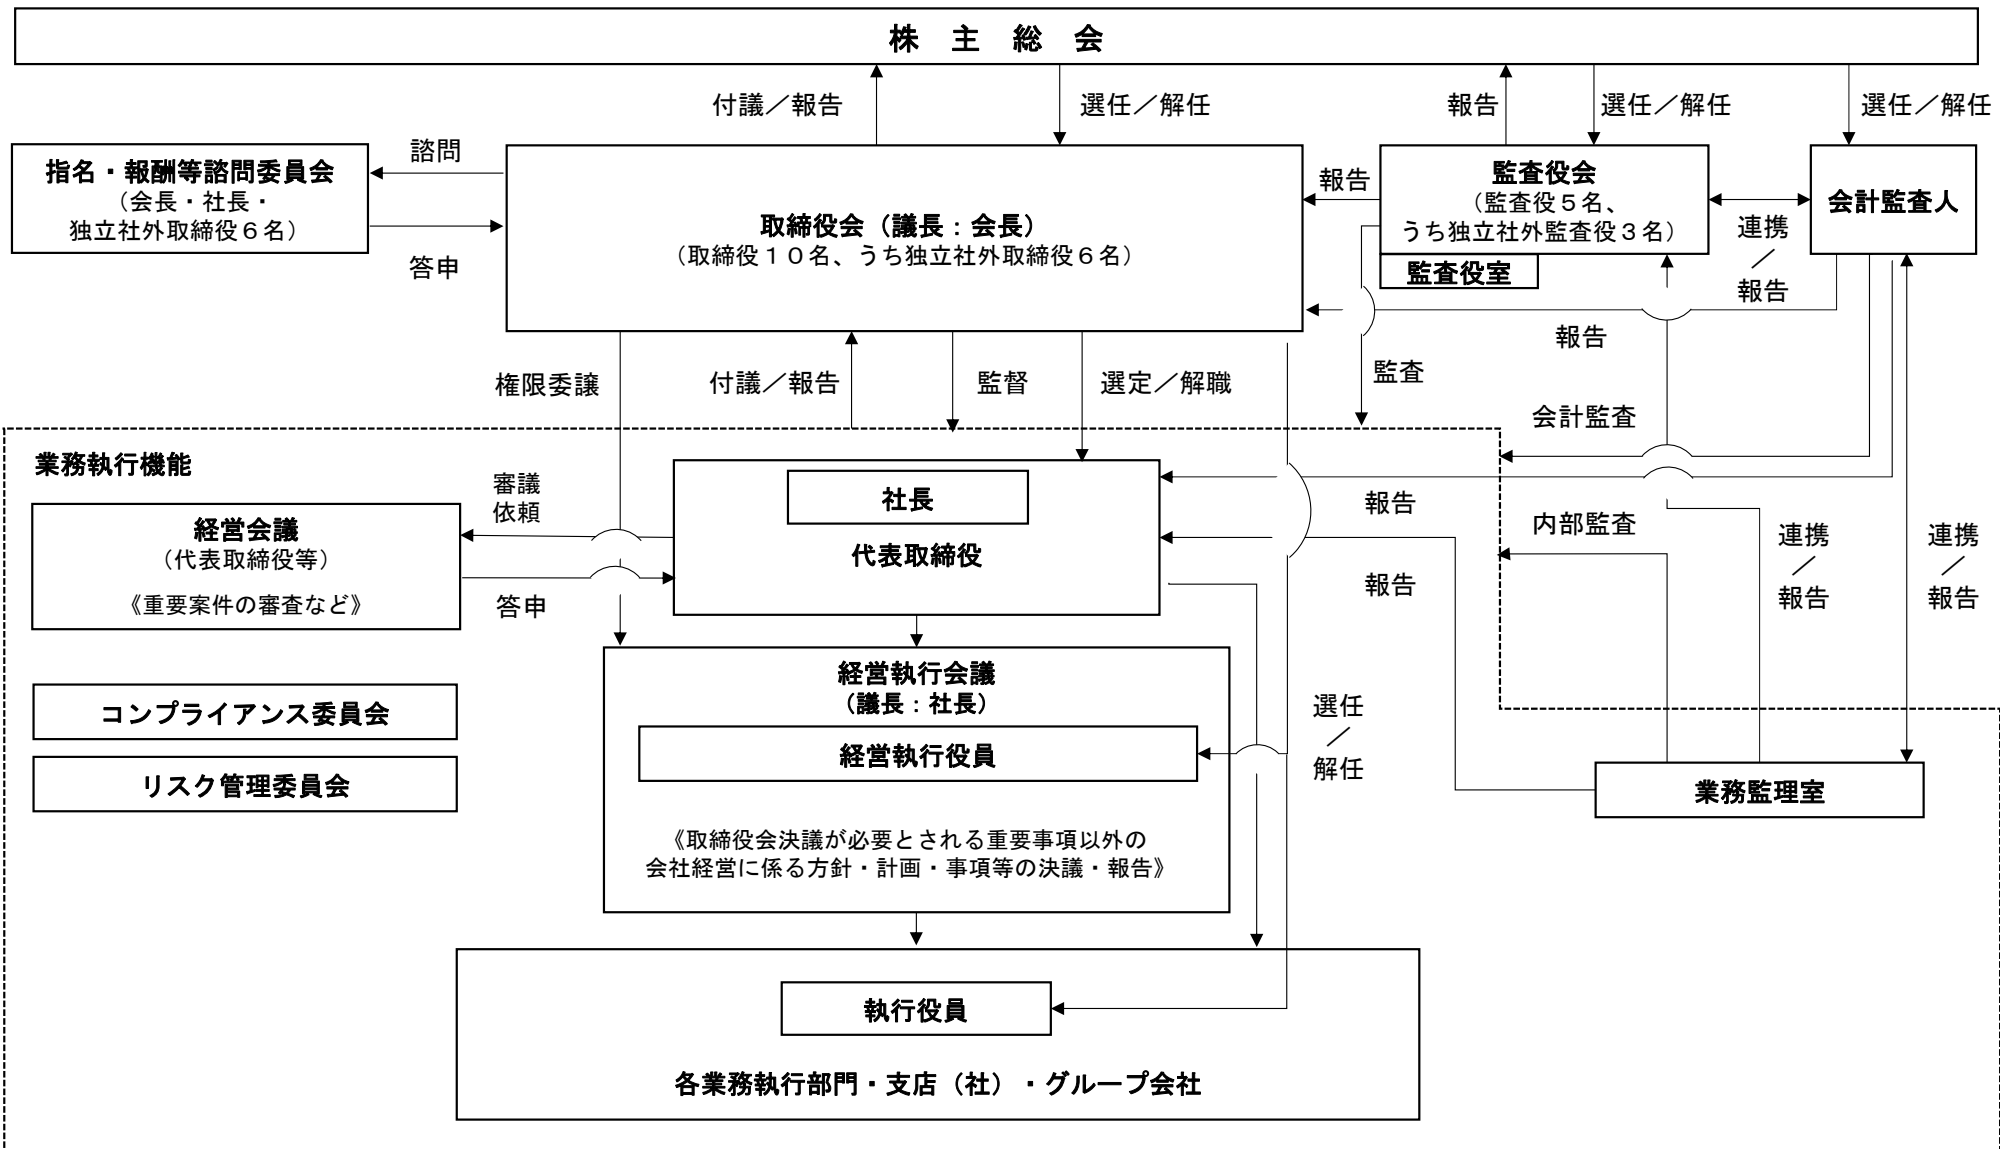 株 主 総 会
付議／報告
選任／解任
報告
選任／解任
選任／解任
指名・報酬等諮問委員会
（会長・社長・
独立社外取締役６名）
諮問
答申
取締役会（議長：会長）
（取締役１０名、うち独立社外取締役６名）
報告
監査役会
（監査役５名、
うち独立社外監査役３名）
監査役室
連携
／
報告
会計監査人
報告
権限委譲
付議／報告
監督
選定／解職
監査
会計監査
業務執行機能
審議
依頼
経営会議
（代表取締役等）
《重要案件の審査など》
答申
社長
代表取締役
報告
報告
内部監査
連携
／
報告
連携
／
報告
経営執行会議
（議長：社長）
経営執行役員
《取締役会決議が必要とされる重要事項以外の
会社経営に係る方針・計画・事項等の決議・報告》
選任
／
解任
コンプライアンス委員会
リスク管理委員会
業務監理室
執行役員
各業務執行部門・支店（社）・グループ会社